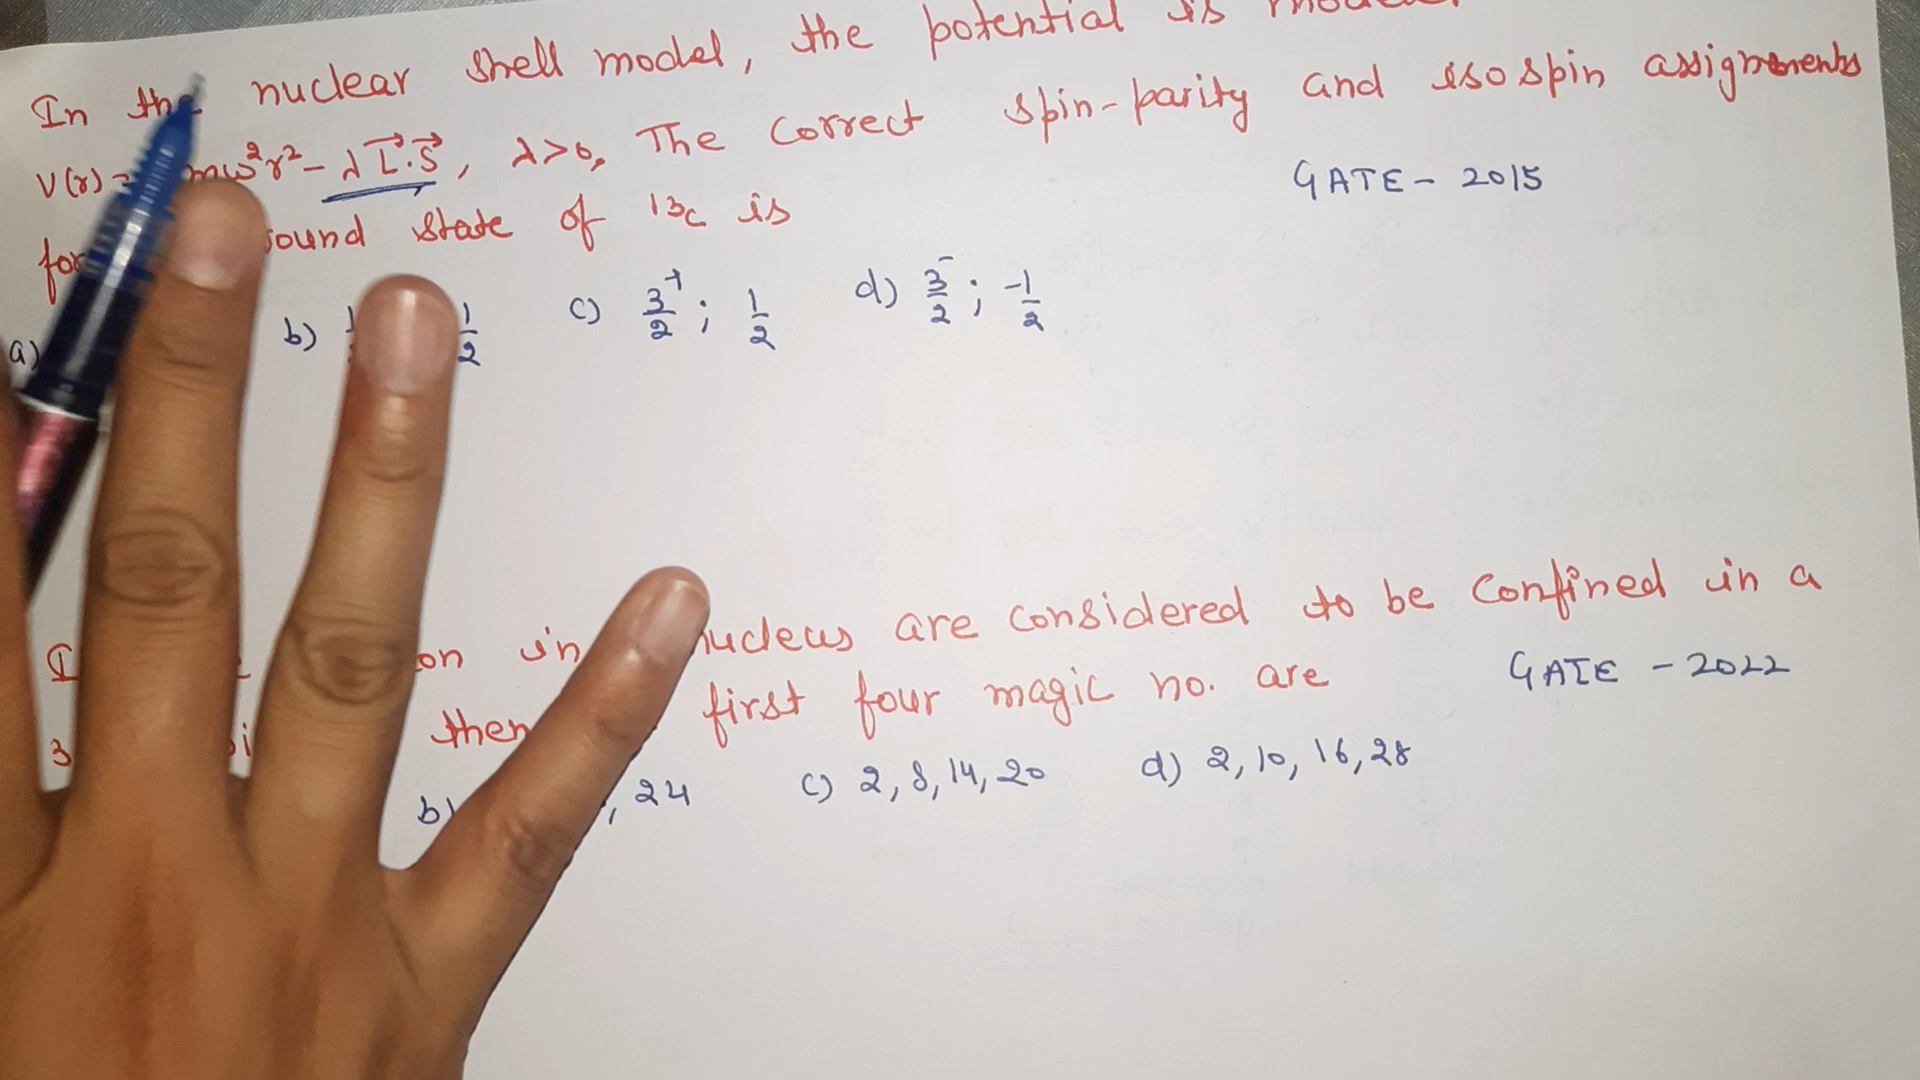 In the nuclear shell model, the potential is
V(r) = mω²r² - λ L⃗.S⃗, λ>0, The correct spin-parity and isospin assignments
for ound state of 13c is
GATE - 2015
a) b) 1/2 c) 3/2⁺ ; 1/2 d) 3/2⁻ ; -1/2
on in nucleus are considered to be confined in a
3 then first four magic no. are
GATE - 2022
b) , 24 c) 2, 8, 14, 20 d) 2, 10, 16, 28